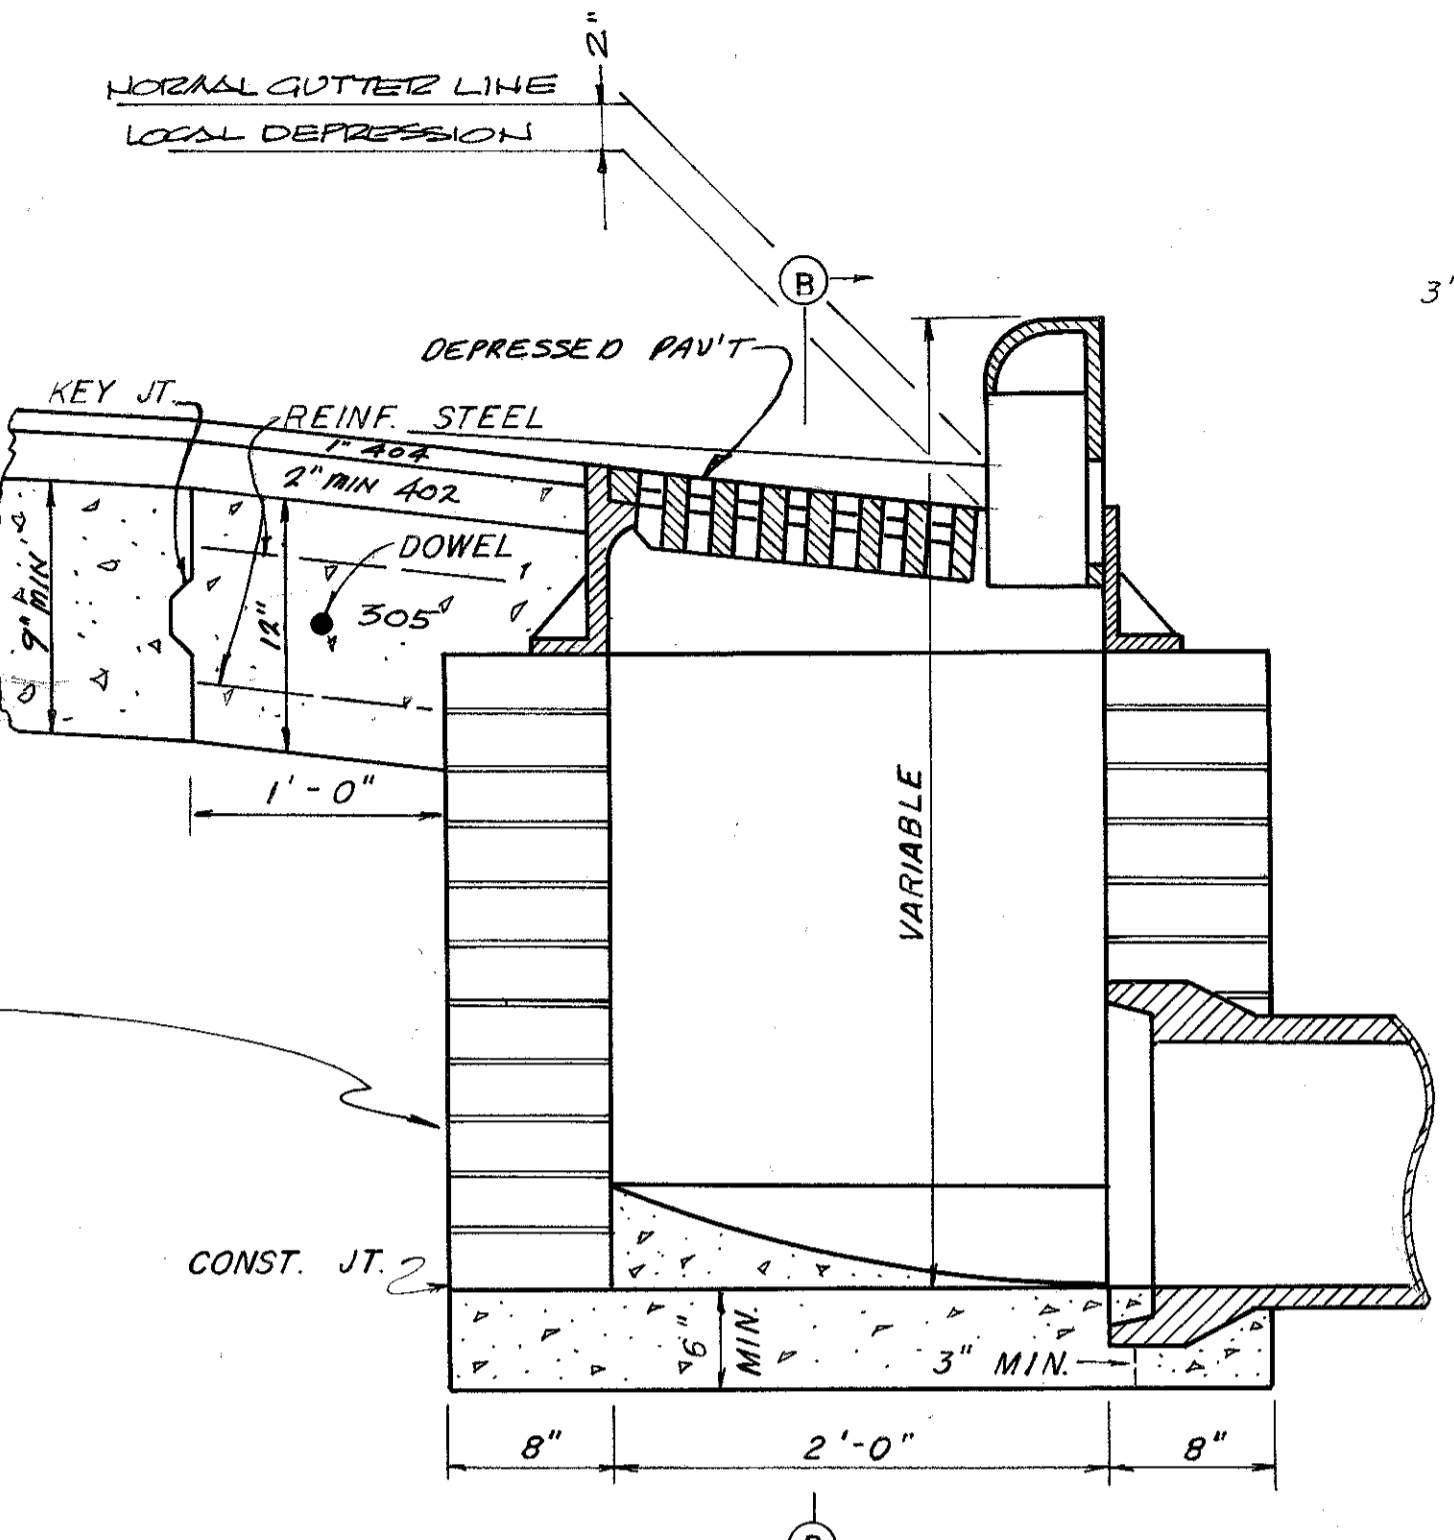 2"
NORMAL GUTTER LINE
LOCAL DEPRESSION
B
3'
DEPRESSED PAV'T
KEY JT.
REINF. STEEL
1" 404
2" MIN 402
DOWEL
305
9" MIN
12"
1'-0"
VARIABLE
CONST. JT.
6" MIN.
3" MIN.
8"
2'-0"
8"